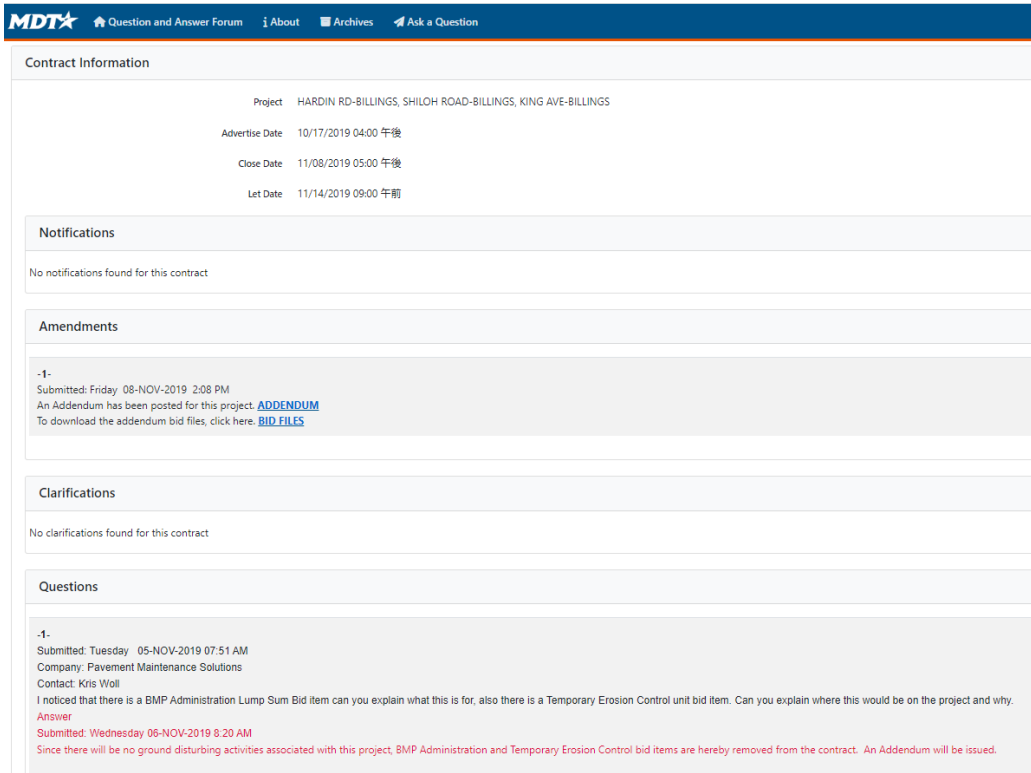 MDT Question and Answer Forum About Archives Ask a Question
Contract Information
Project HARDIN RD-BILLINGS, SHILOH ROAD-BILLINGS, KING AVE-BILLINGS
Advertise Date 10/17/2019 04:00 午後
Close Date 11/08/2019 05:00 午後
Let Date 11/14/2019 09:00 午前
Notifications
No notifications found for this contract
Amendments
-1-
Submitted: Friday 08-NOV-2019 2:08 PM
An Addendum has been posted for this project. ADDENDUM
To download the addendum bid files, click here. BID FILES
Clarifications
No clarifications found for this contract
Questions
-1-
Submitted: Tuesday 05-NOV-2019 07:51 AM
Company: Pavement Maintenance Solutions
Contact: Kris Woll
I noticed that there is a BMP Administration Lump Sum Bid item can you explain what this is for, also there is a Temporary Erosion Control unit bid item. Can you explain where this would be on the project and why.
Answer
Submitted: Wednesday 06-NOV-2019 8:20 AM
Since there will be no ground disturbing activities associated with this project, BMP Administration and Temporary Erosion Control bid items are hereby removed from the contract. An Addendum will be issued.